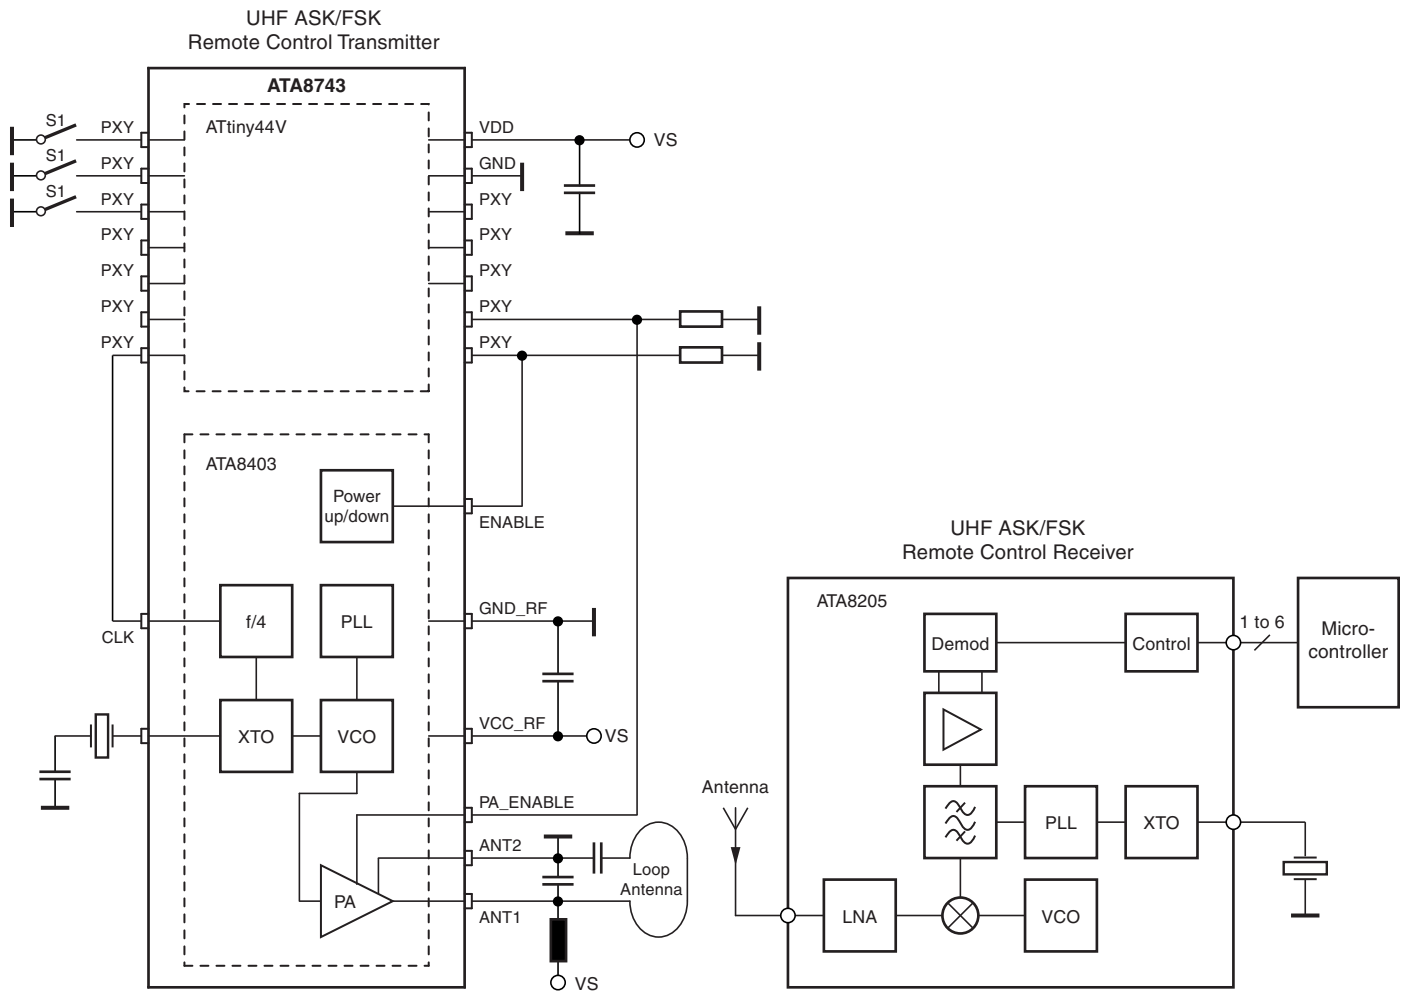 UHF ASK/FSK
Remote Control Transmitter
ATA8743
ATtiny44V
S1
PXY
S1
PXY
S1
PXY
PXY
PXY
PXY
PXY
VDD
VS
GND
PXY
PXY
PXY
PXY
PXY
ATA8403
Power
up/down
ENABLE
f/4
PLL
CLK
GND_RF
XTO
VCO
VCC_RF
VS
PA_ENABLE
ANT2
PA
ANT1
Loop
Antenna
VS
UHF ASK/FSK
Remote Control Receiver
ATA8205
Demod
Control
1 to 6
Micro-
controller
Antenna
PLL
XTO
LNA
VCO